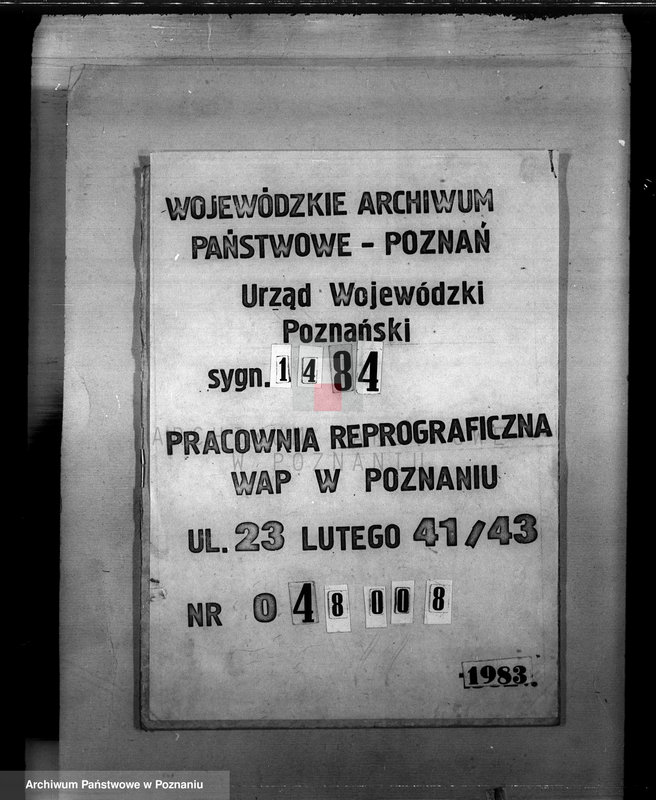 WOJEWÓDZKIE ARCHIWUM
PAŃSTWOWE – POZNAŃ
Urząd Wojewódzki
Poznański
sygn. 1484
PRACOWNIA REPROGRAFICZNA
W POZNANIU
WAP W POZNANIU
UL. 23 LUTEGO 41/43
NR 048008
1983.
Archiwum Państwowe w Poznaniu